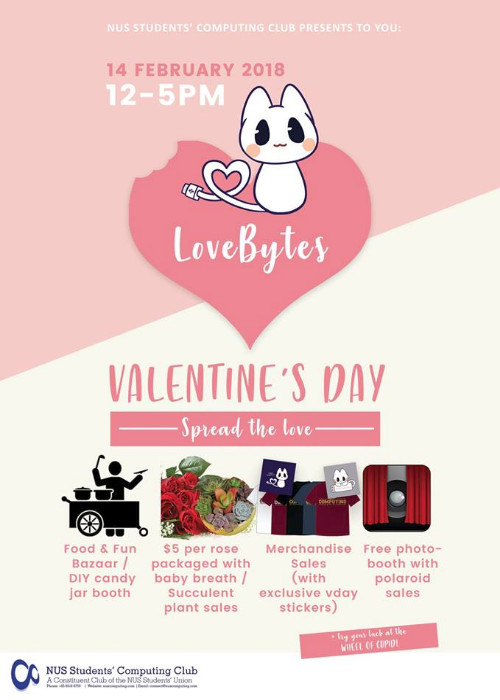 NUS STUDENTS' COMPUTING CLUB PRESENTS TO YOU:
14 FEBRUARY 2018
12-5PM
LoveBytes
VALENTINE'S DAY
Spread the love
Food & Fun
Bazaar /
DIY candy
jar booth
$5 per rose
packaged with
baby breath /
Succulent
plant sales
COMPUTING
Merchandise
Sales
(with
exclusive vday
stickers)
Free photo-
booth with
polaroid
sales
* Try your luck at the
WHEEL OF CUPID!
NUS Students' Computing Club
A Constituent Club of the NUS Students' Union